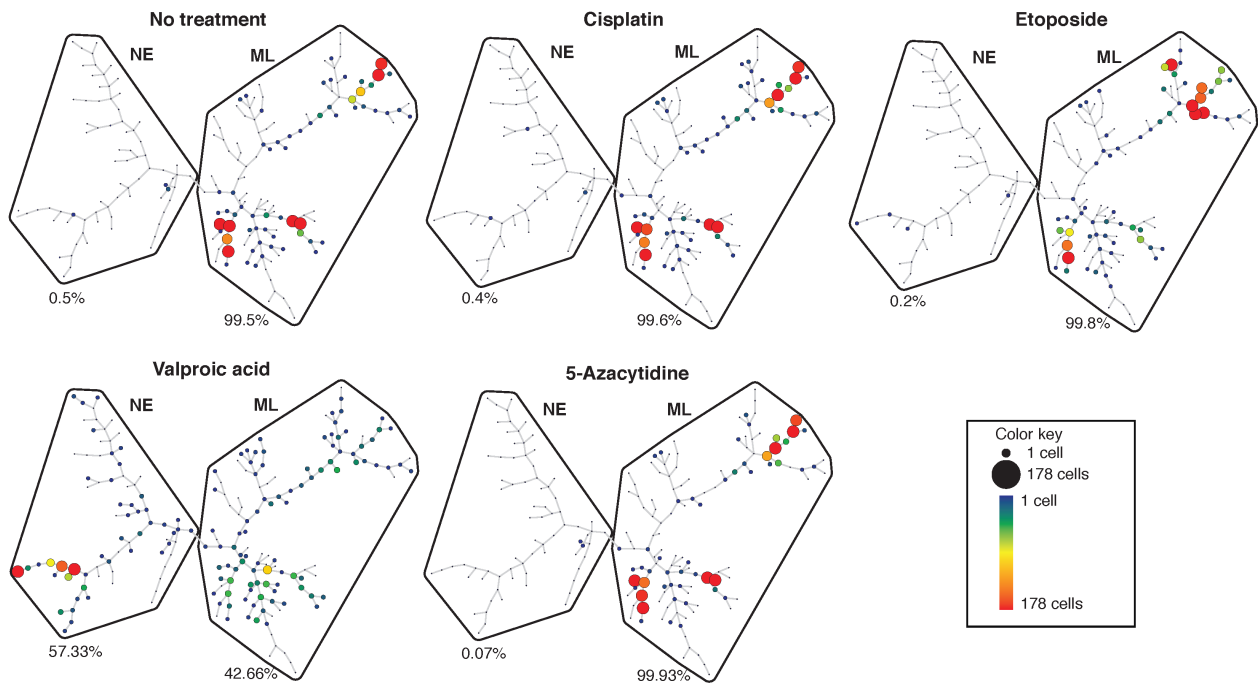 No treatment
NE
ML
0.5%
99.5%
Cisplatin
NE
ML
0.4%
99.6%
Etoposide
NE
ML
0.2%
99.8%
Valproic acid
NE
ML
57.33%
42.66%
5-Azacytidine
NE
ML
0.07%
99.93%
Color key
1 cell
178 cells
1 cell
178 cells